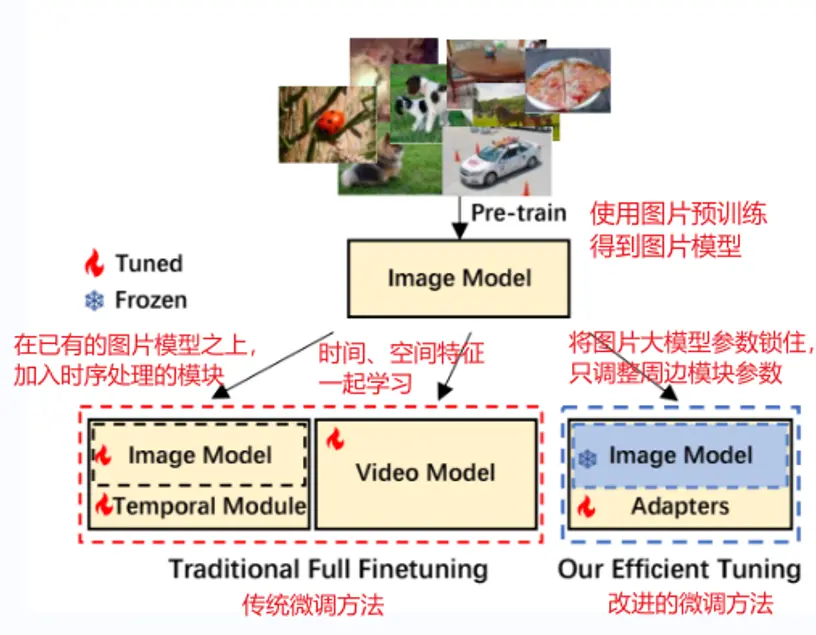 Pre-train
使用图片预训练
得到图片模型
Image Model
Tuned
Frozen
在已有的图片模型之上，
加入时序处理的模块
时间、空间特征
一起学习
将图片大模型参数锁住，
只调整周边模块参数
Image Model
Temporal Module
Video Model
Image Model
Adapters
Traditional Full Finetuning
Our Efficient Tuning
传统微调方法
改进的微调方法